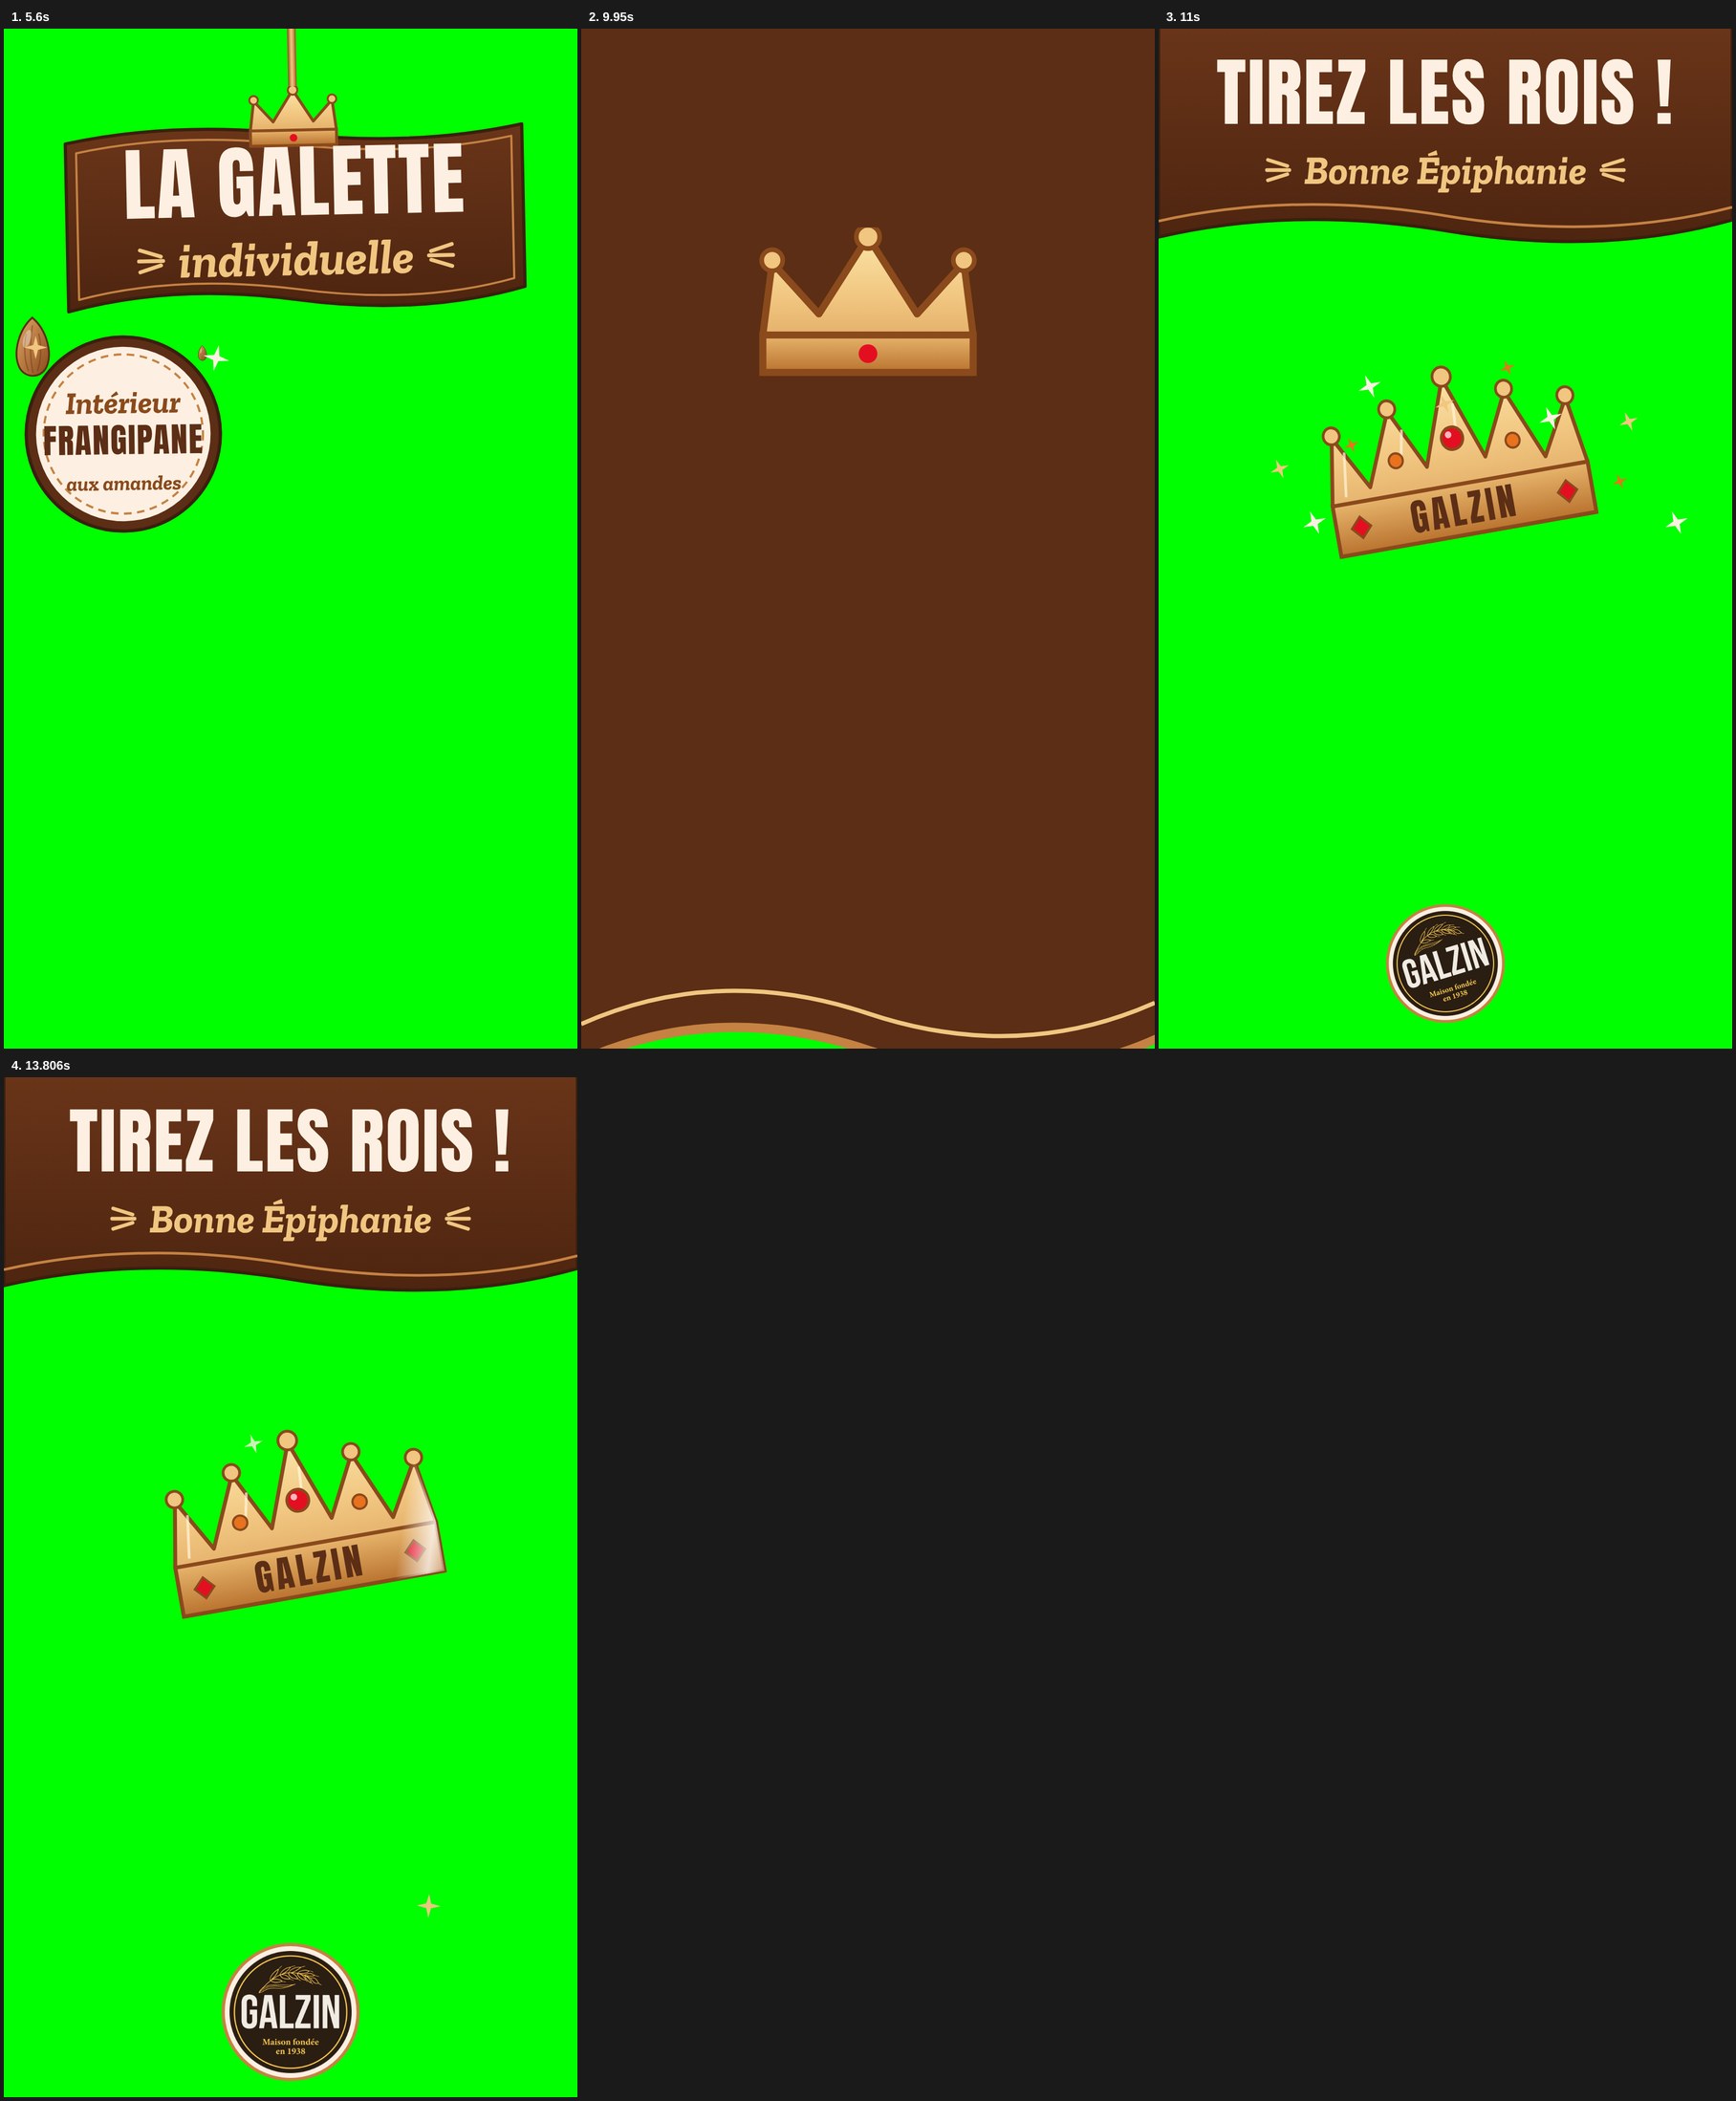 1. 5.6s
LA GALETTE
individuelle
Intérieur
FRANGIPANE
aux amandes
2. 9.95s
3. 11s
TIREZ LES ROIS !
Bonne Épiphanie
GALZIN
GALZIN
Maison fondée
en 1938
4. 13.806s
TIREZ LES ROIS !
Bonne Épiphanie
GALZIN
GALZIN
Maison fondée
en 1938